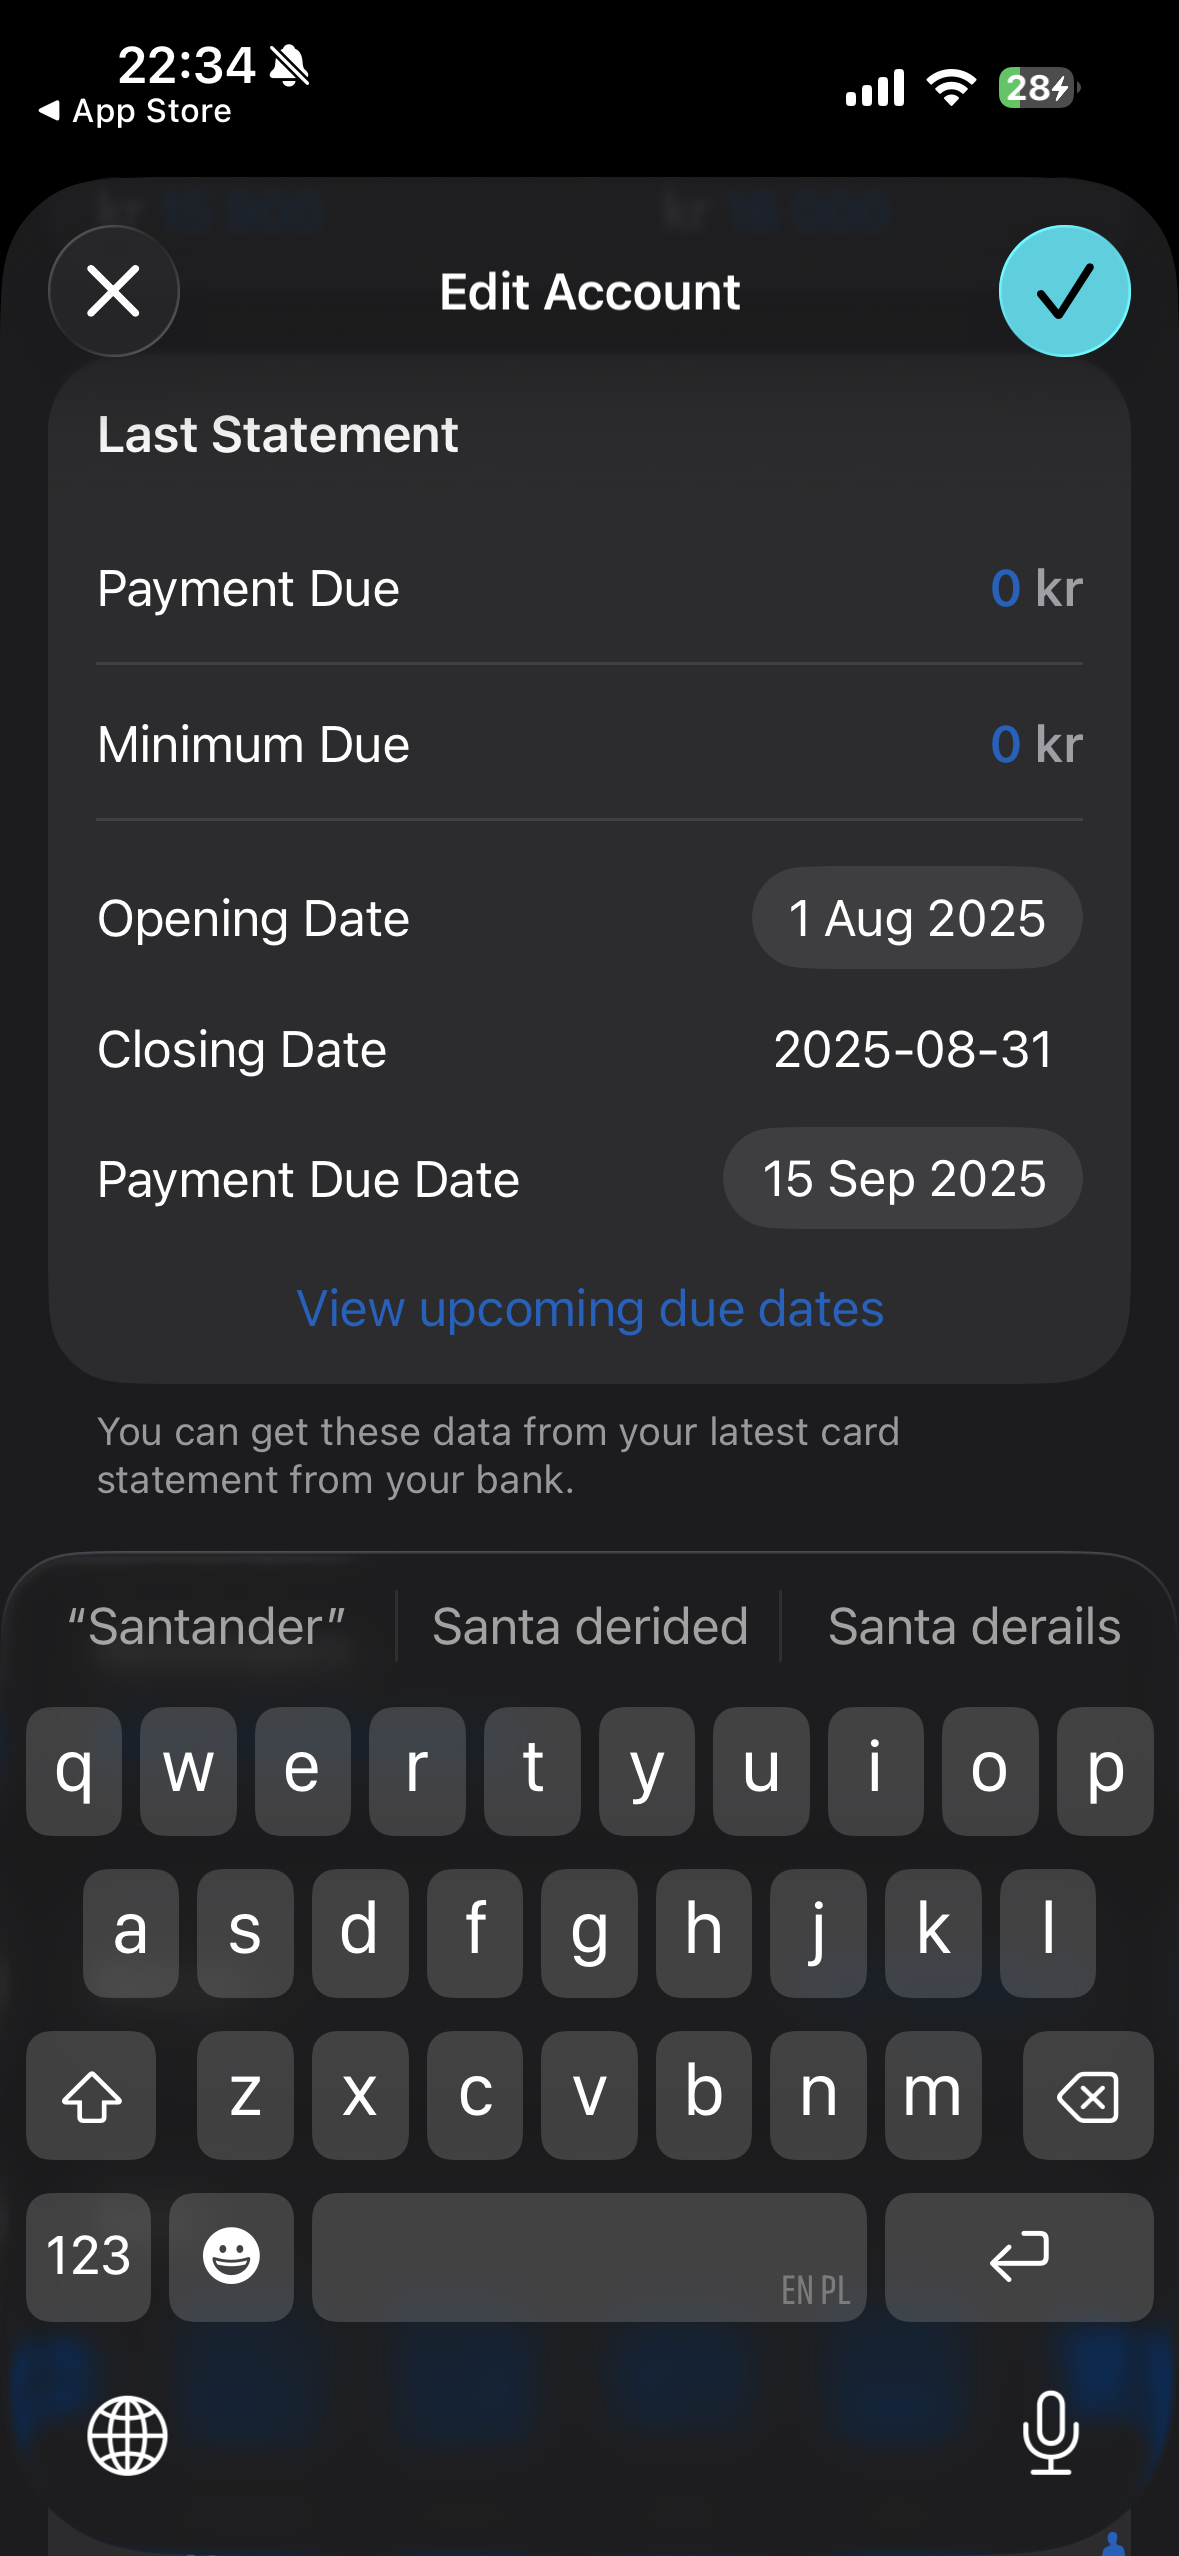 22:34
App Store
28
Edit Account
Last Statement
Payment Due 0 kr
Minimum Due 0 kr
Opening Date 1 Aug 2025
Closing Date 2025-08-31
Payment Due Date 15 Sep 2025
View upcoming due dates
You can get these data from your latest card
statement from your bank.
“Santander” Santa derided Santa derails
q w e r t y u i o p
a s d f g h j k l
z x c v b n m
123 EN PL